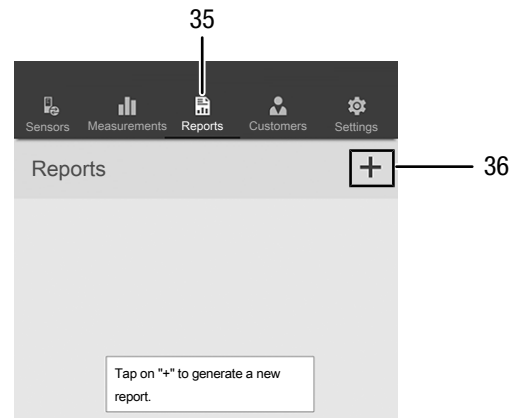 35
Sensors Measurements Reports Customers Settings
Reports +
36
Tap on "+" to generate a new
report.